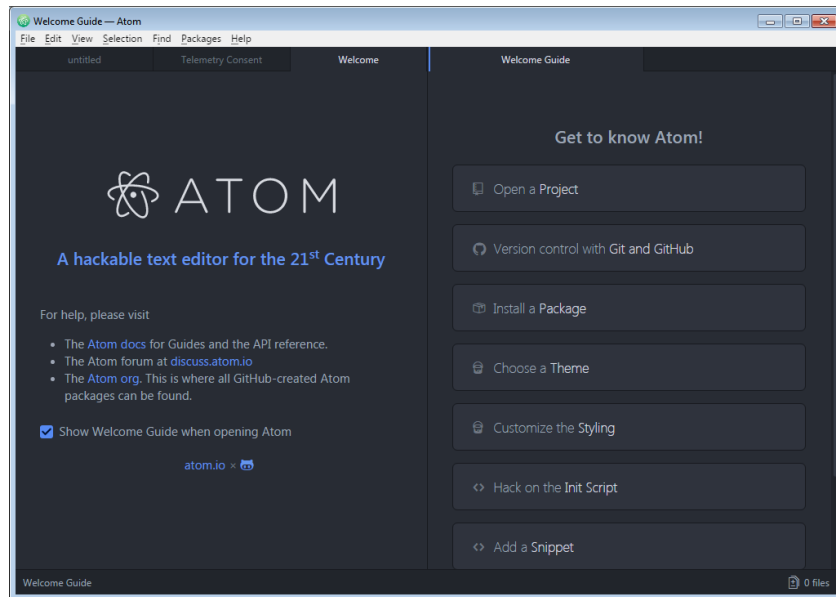 Welcome Guide — Atom
File Edit View Selection Find Packages Help
untitled Telemetry Consent Welcome Welcome Guide
ATOM
A hackable text editor for the 21st Century
For help, please visit
The Atom docs for Guides and the API reference.
The Atom forum at discuss.atom.io
The Atom org. This is where all GitHub-created Atom
packages can be found.
Show Welcome Guide when opening Atom
atom.io ×
Get to know Atom!
Open a Project
Version control with Git and GitHub
Install a Package
Choose a Theme
Customize the Styling
Hack on the Init Script
Add a Snippet
Welcome Guide 0 files